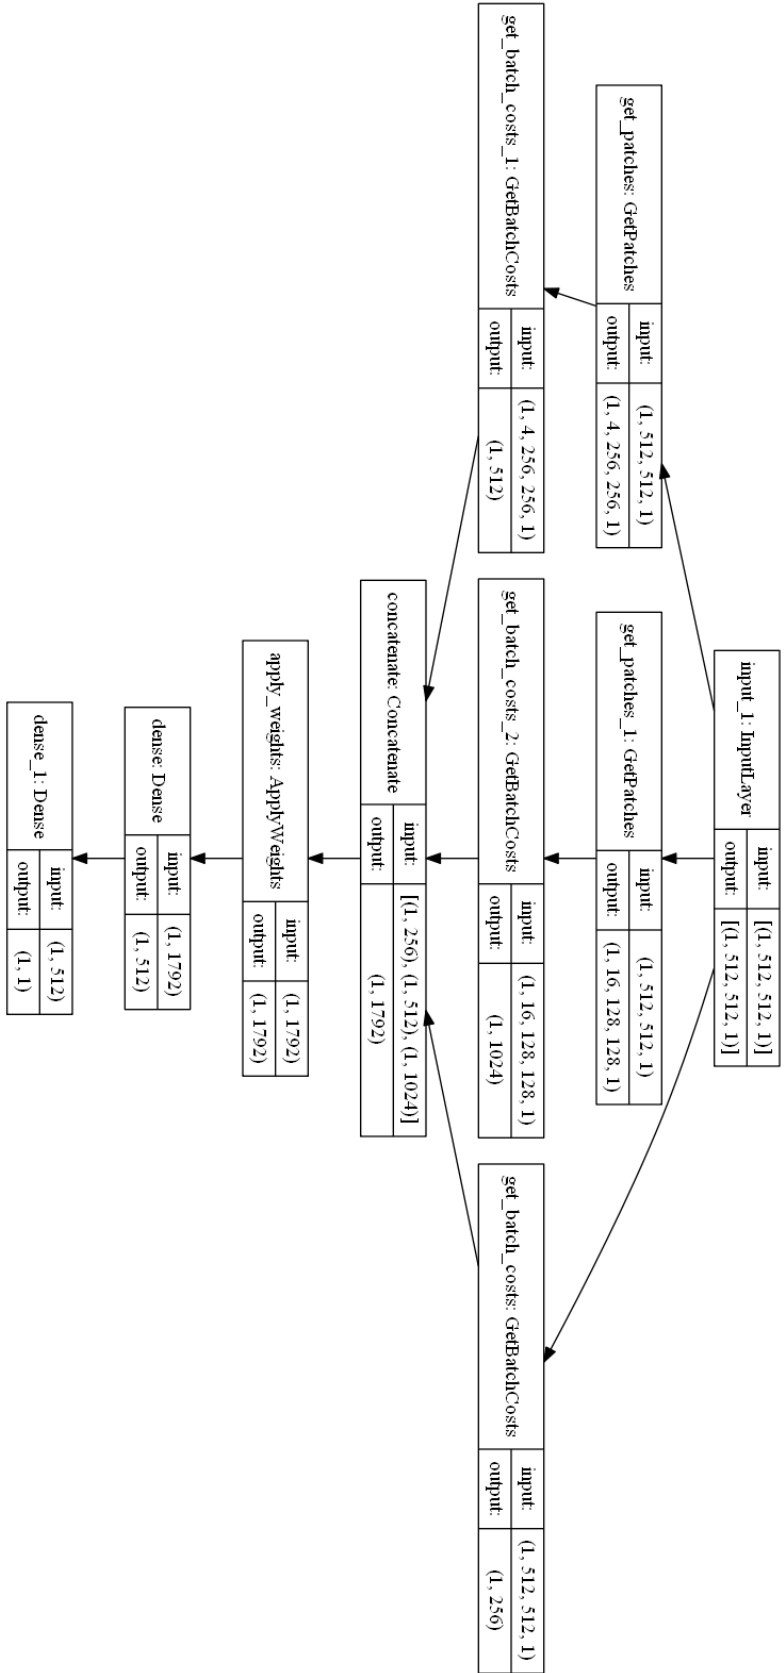 input_1: InputLayer
input:
[(1, 512, 512, 1)]
output:
[(1, 512, 512, 1)]
get_patches: GetPatches
input:
(1, 512, 512, 1)
output:
(1, 4, 256, 256, 1)
get_patches_1: GetPatches
input:
(1, 512, 512, 1)
output:
(1, 16, 128, 128, 1)
get_batch_costs_1: GetBatchCosts
input:
(1, 4, 256, 256, 1)
output:
(1, 512)
get_batch_costs_2: GetBatchCosts
input:
(1, 16, 128, 128, 1)
output:
(1, 1024)
get_batch_costs: GetBatchCosts
input:
(1, 512, 512, 1)
output:
(1, 256)
concatenate: Concatenate
input:
[(1, 256), (1, 512), (1, 1024)]
output:
(1, 1792)
apply_weights: ApplyWeights
input:
(1, 1792)
output:
(1, 1792)
dense: Dense
input:
(1, 1792)
output:
(1, 512)
dense_1: Dense
input:
(1, 512)
output:
(1, 1)